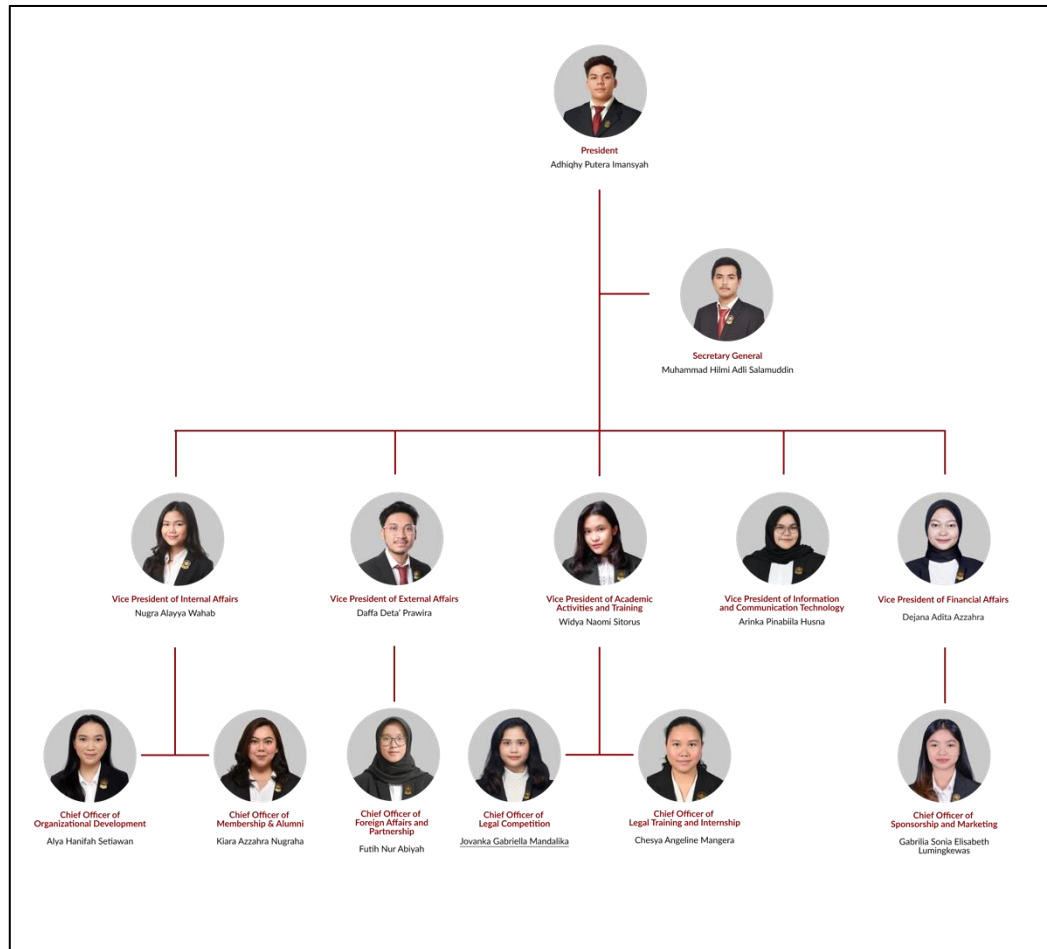 President
Adhiqhy Putera Imansyah
Secretary General
Muhammad Hilmi Adli Salamuddin
Vice President of Internal Affairs
Nugra Alayya Wahab
Vice President of External Affairs
Daffa Deta' Prawira
Vice President of Academic
Activities and Training
Widya Naomi Sitorus
Vice President of Information
and Communication Technology
Arinka Pinabiila Husna
Vice President of Financial Affairs
Dejana Adita Azzahra
Chief Officer of
Organizational Development
Alya Hanifah Setiawan
Chief Officer of
Membership & Alumni
Kiara Azzahra Nugraha
Chief Officer of
Foreign Affairs and
Partnership
Futih Nur Abiyah
Chief Officer of
Legal Competition
Jovanka Gabriella Mandalika
Chief Officer of
Legal Training and Internship
Chesya Angeline Mangera
Chief Officer of
Sponsorship and Marketing
Gabrilia Sonia Elisabeth
Lumingkewas